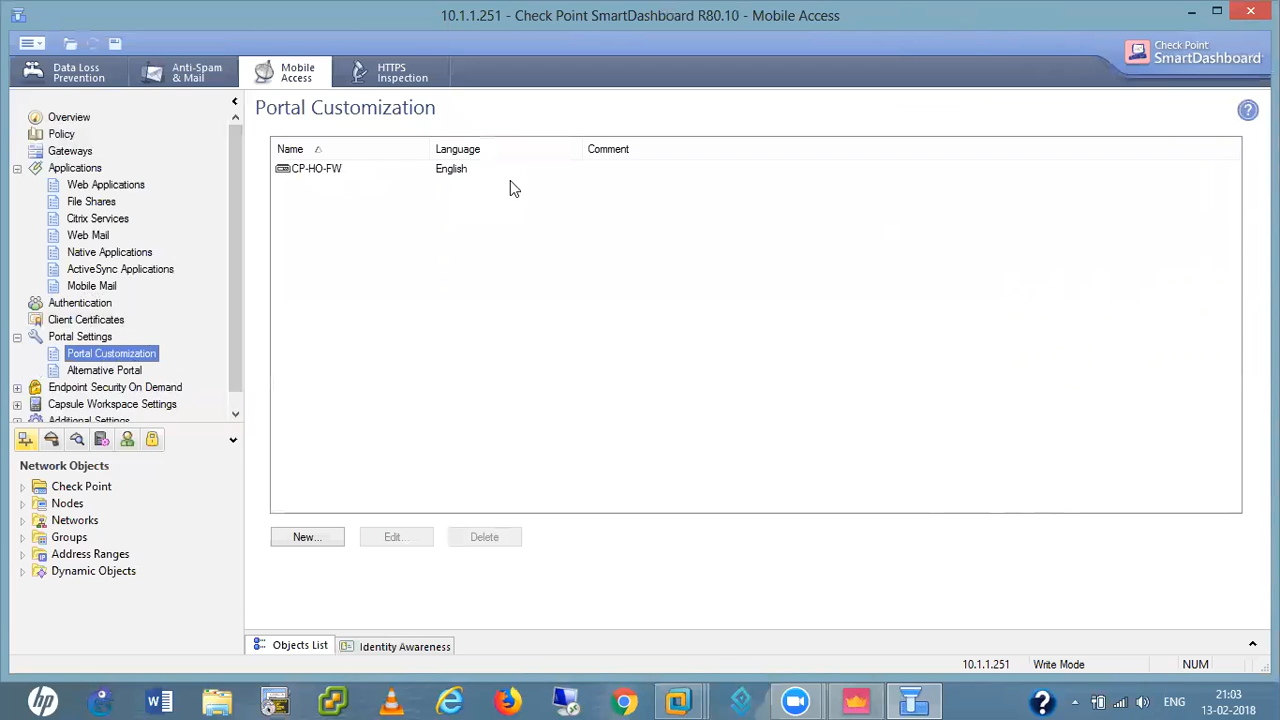 10.1.1.251 - Check Point SmartDashboard R80.10 - Mobile Access
Data Loss
Prevention
Anti-Spam
& Mail
Mobile
Access
HTTPS
Inspection
Check Point
SmartDashboard
Overview
Policy
Gateways
Applications
Web Applications
File Shares
Citrix Services
Web Mail
Native Applications
ActiveSync Applications
Mobile Mail
Authentication
Client Certificates
Portal Settings
Portal Customization
Alternative Portal
Endpoint Security On Demand
Capsule Workspace Settings
Additional Settings
Network Objects
Check Point
Nodes
Networks
Groups
Address Ranges
Dynamic Objects
Portal Customization
Name Language Comment
CP-HO-FW English
New... Edit... Delete
Objects List Identity Awareness
10.1.1.251 Write Mode NUM
ENG
21:03
13-02-2018